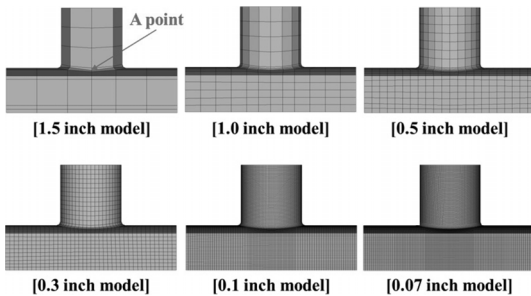 A point
[1.5 inch model]
[1.0 inch model]
[0.5 inch model]
[0.3 inch model]
[0.1 inch model]
[0.07 inch model]